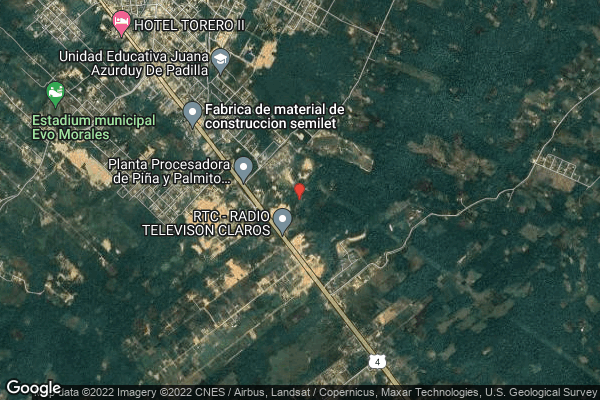 HOTEL TORERO II
Unidad Educativa Juana
Azurduy De Padilla
Estadium municipal
Evo Morales
Fabrica de material de
construccion semilet
Planta Procesadora
de Piña y Palmito...
RTC - RADIO
TELEVISON CLAROS
4
Google
data ©2022 Imagery ©2022 CNES / Airbus, Landsat / Copernicus, Maxar Technologies, U.S. Geological Survey